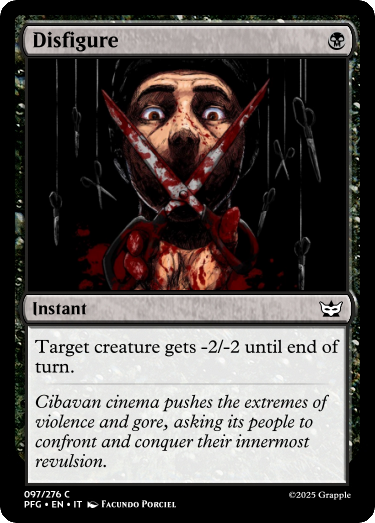 Disfigure
Instant
Target creature gets -2/-2 until end of
turn.
Cibavan cinema pushes the extremes of
violence and gore, asking its people to
confront and conquer their innermost
revulsion.
097/276 C
PFG • EN • IT Facundo Porciel
©2025 Grapple